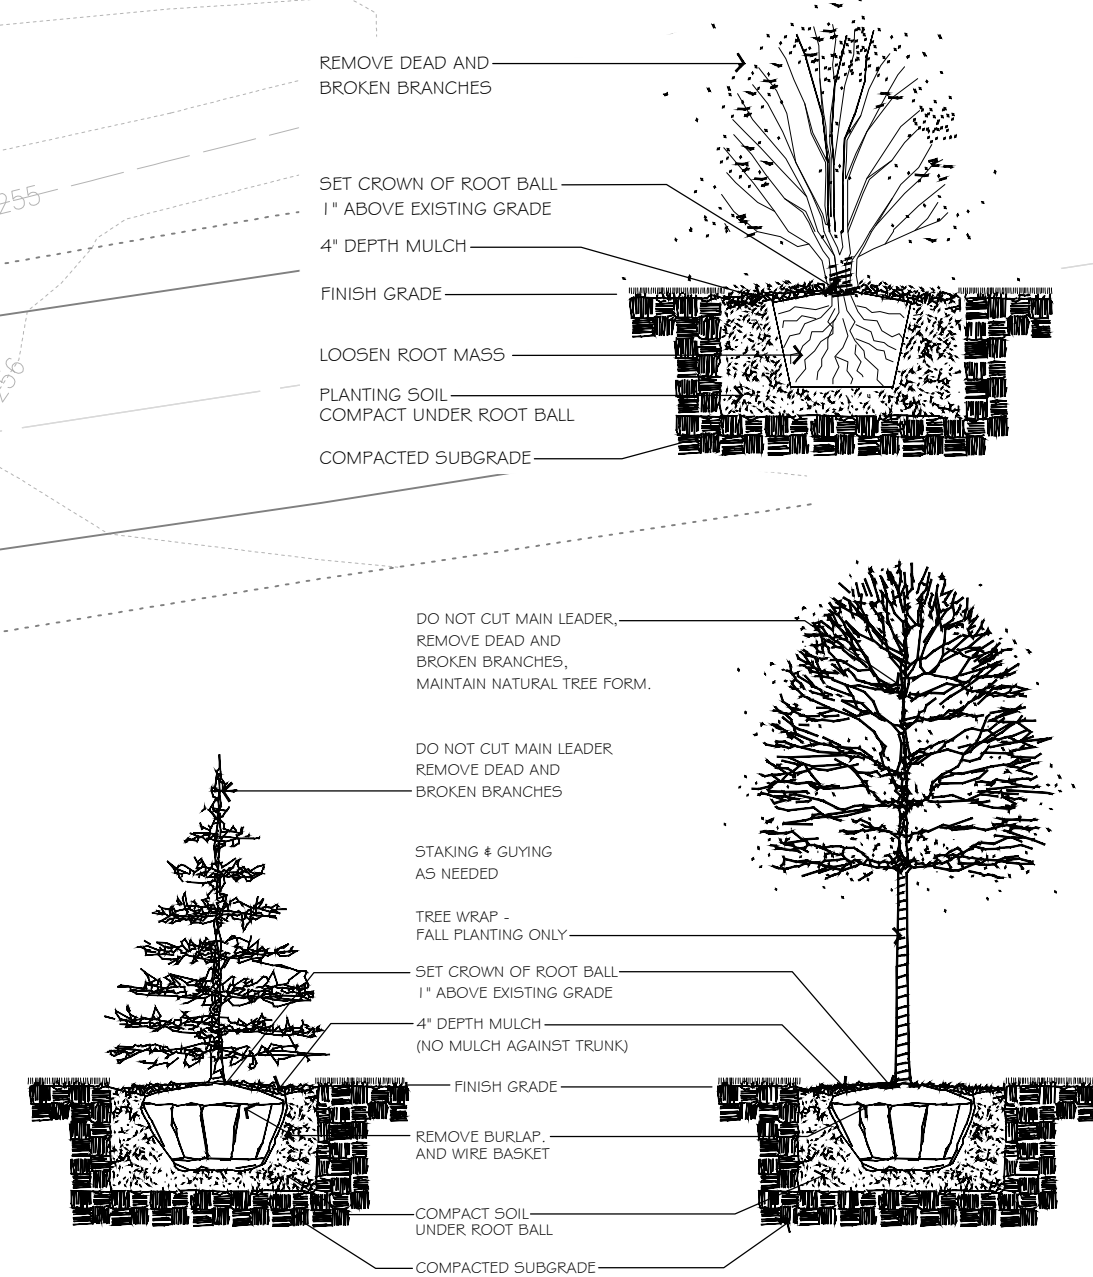 REMOVE DEAD AND
BROKEN BRANCHES
255
SET CROWN OF ROOT BALL
1" ABOVE EXISTING GRADE
4" DEPTH MULCH
FINISH GRADE
LOOSEN ROOT MASS
256
PLANTING SOIL
COMPACT UNDER ROOT BALL
COMPACTED SUBGRADE
DO NOT CUT MAIN LEADER,
REMOVE DEAD AND
BROKEN BRANCHES,
MAINTAIN NATURAL TREE FORM.
DO NOT CUT MAIN LEADER
REMOVE DEAD AND
BROKEN BRANCHES
STAKING & GUYING
AS NEEDED
TREE WRAP -
FALL PLANTING ONLY
SET CROWN OF ROOT BALL
1" ABOVE EXISTING GRADE
4" DEPTH MULCH
(NO MULCH AGAINST TRUNK)
FINISH GRADE
REMOVE BURLAP.
AND WIRE BASKET
COMPACT SOIL
UNDER ROOT BALL
COMPACTED SUBGRADE